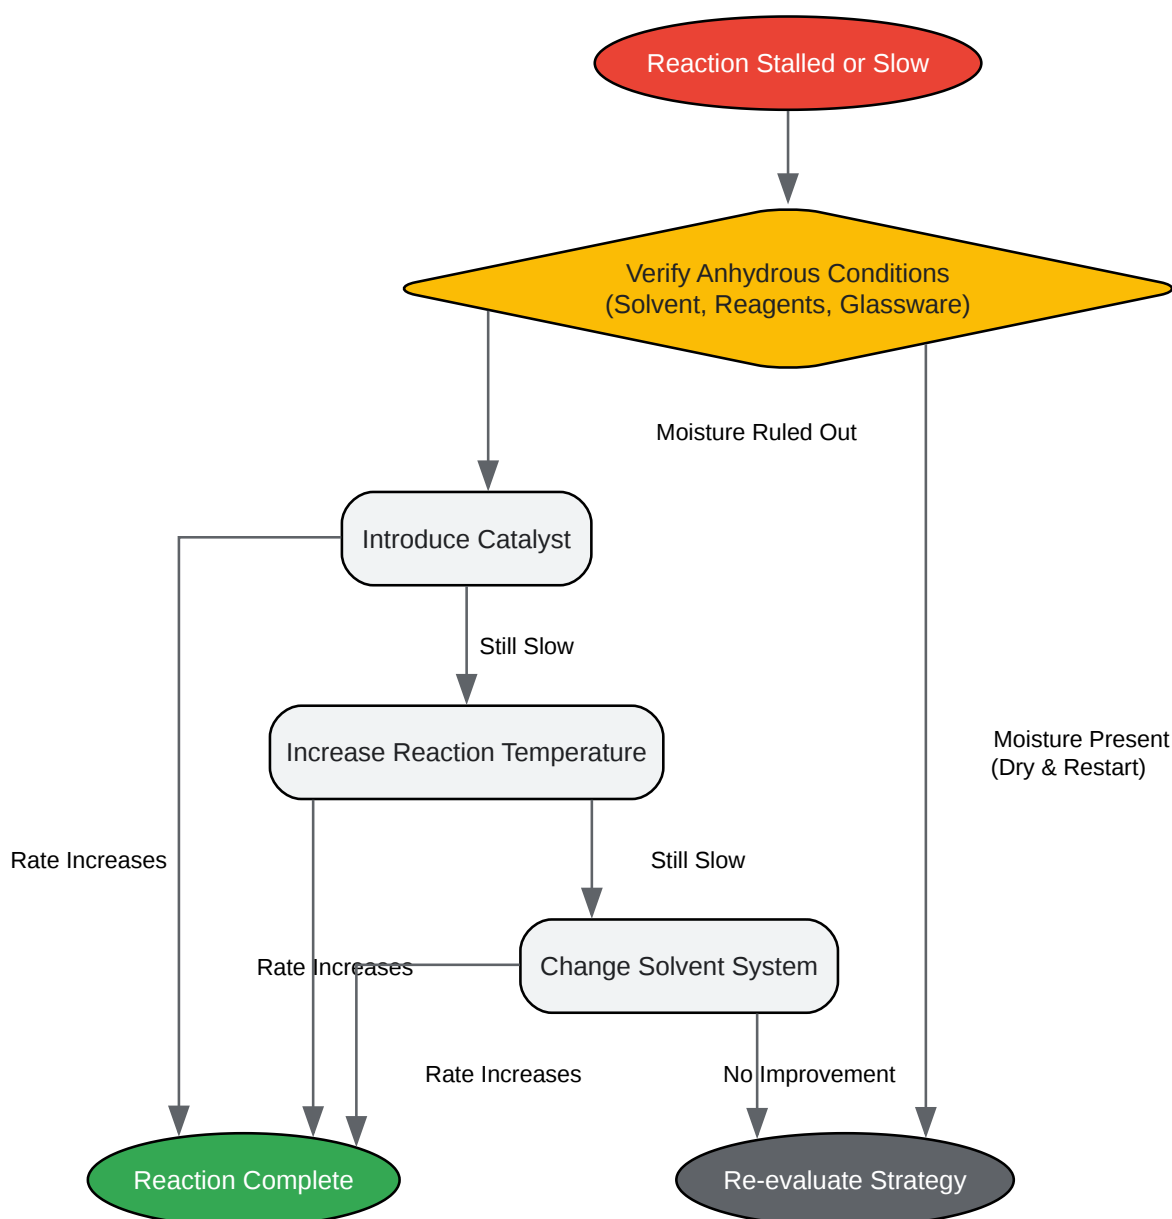 Reaction Stalled or Slow
Verify Anhydrous Conditions
(Solvent, Reagents, Glassware)
Moisture Ruled Out
Introduce Catalyst
Still Slow
Moisture Present
(Dry & Restart)
Increase Reaction Temperature
Rate Increases
Still Slow
Rate Increases
Change Solvent System
Rate Increases
No Improvement
Reaction Complete
Re-evaluate Strategy